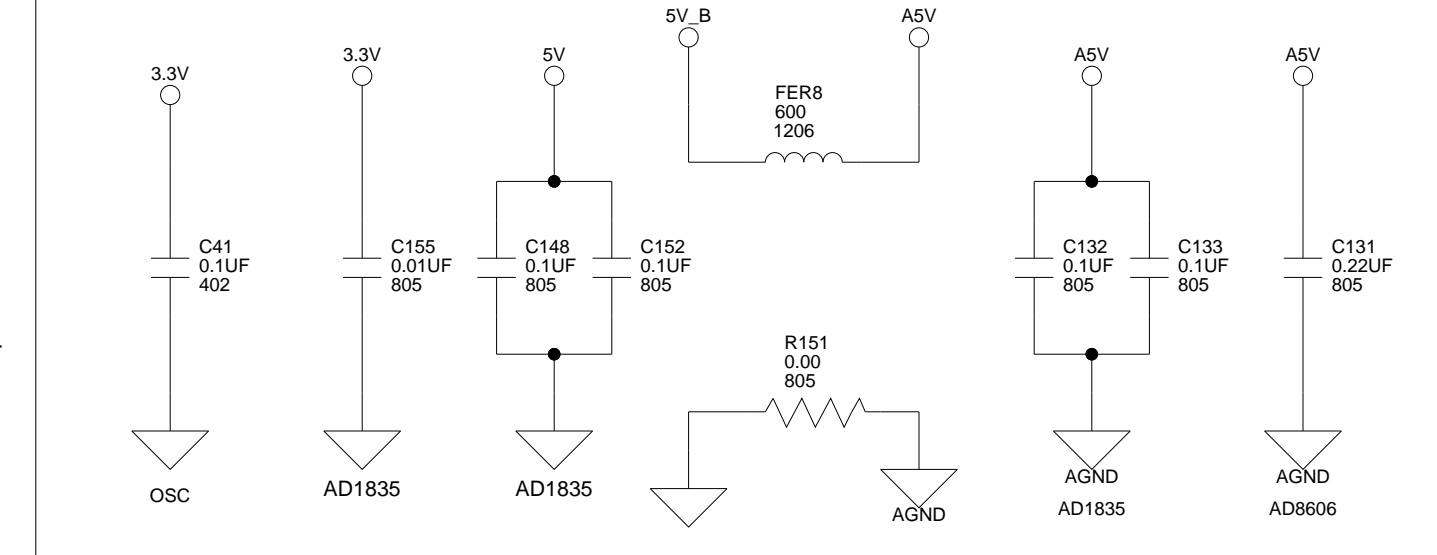 5V_B
A5V
3.3V
3.3V
5V
A5V
A5V
FER8
600
1206
C41
0.1UF
402
C155
0.01UF
805
C148
0.1UF
805
C152
0.1UF
805
C132
0.1UF
805
C133
0.1UF
805
C131
0.22UF
805
R151
0.00
805
OSC
AD1835
AD1835
AGND
AGND
AD1835
AGND
AD8606